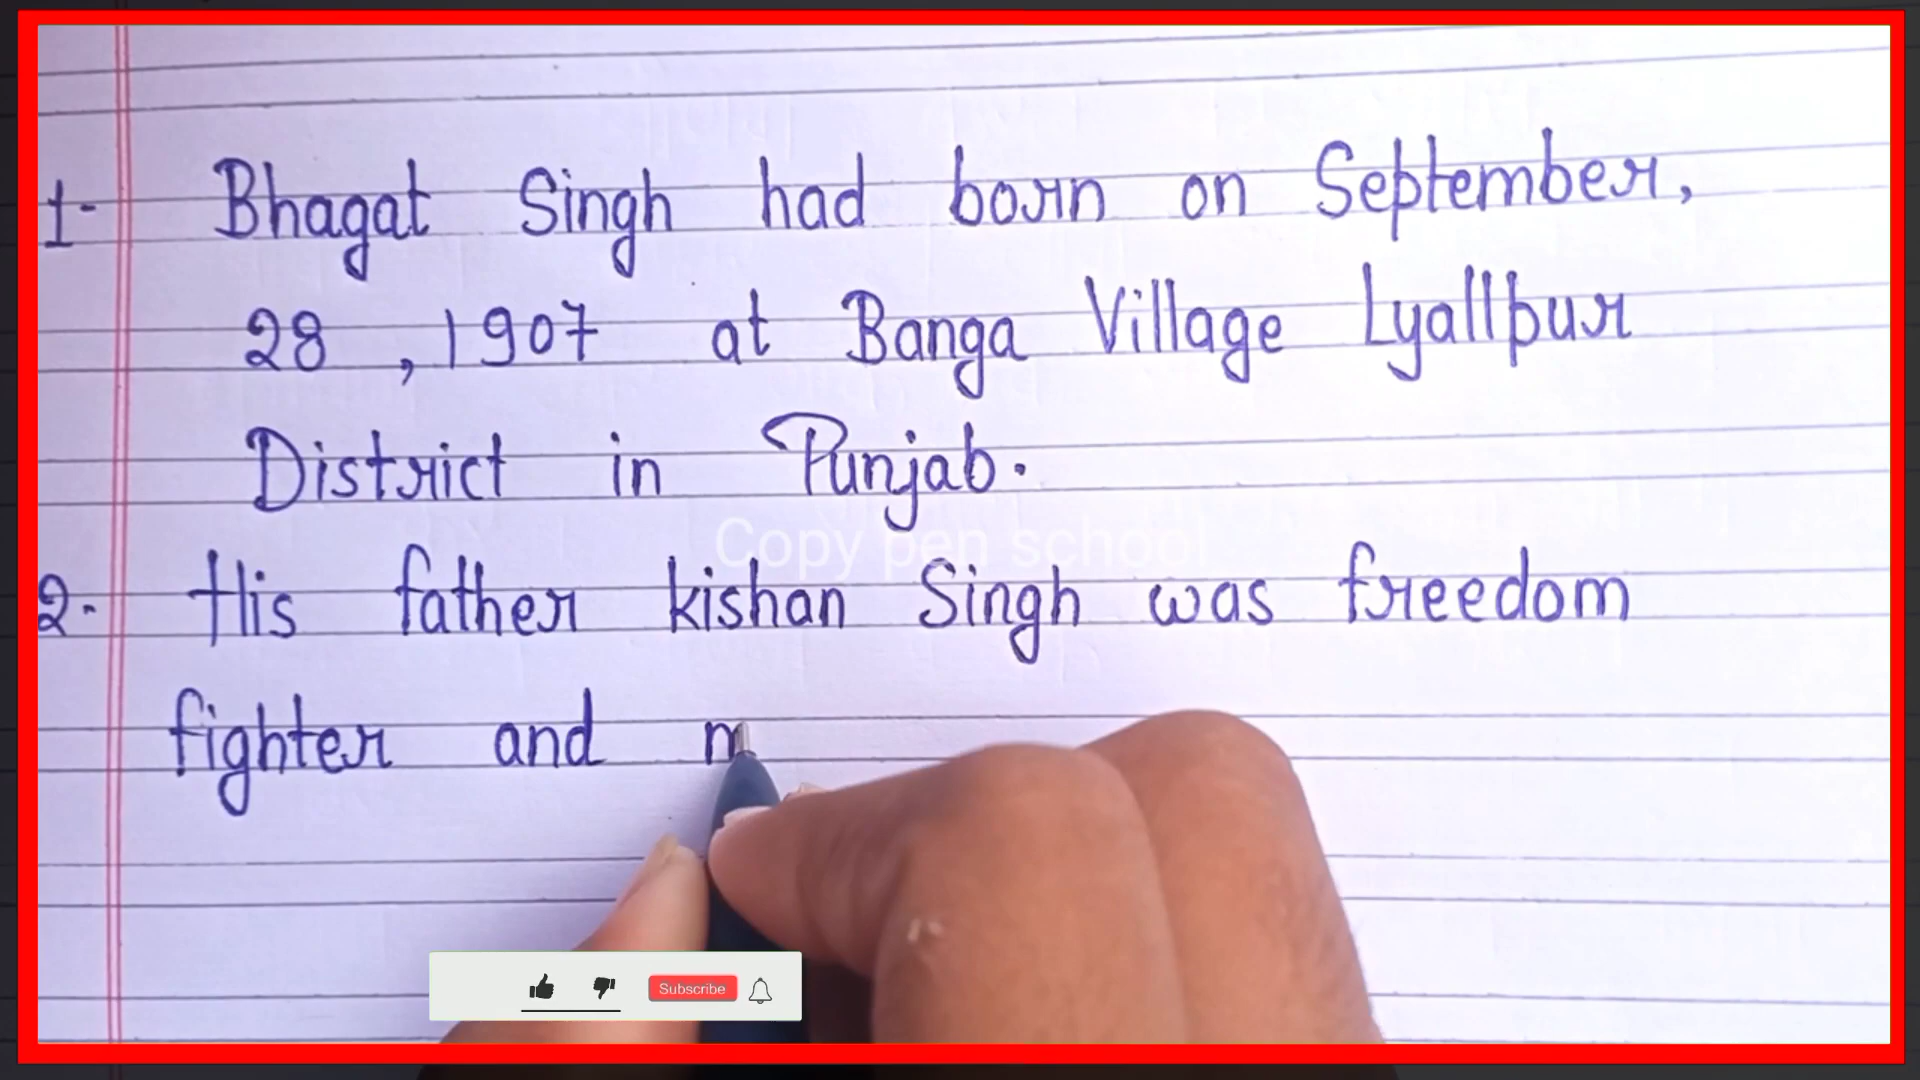 1- Bhagat Singh had born on September,
28 , 1907 at Banga Village Lyallpur
District in Punjab.
Copy pen school
2. His father kishan Singh was freedom
fighter and
Subscribe